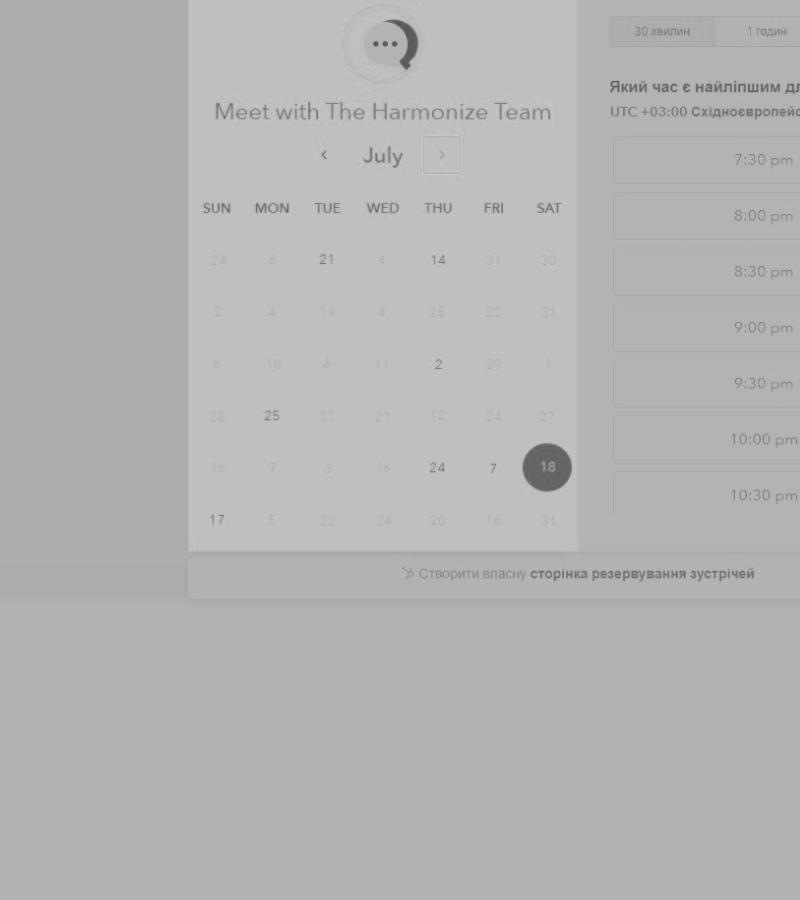 Meet with The Harmonize Team
July
SUN MON TUE WED THU FRI SAT
24 6 21 4 14 31 30
2 4 14 4 25 22 31
6 10 6 11 2 29 1
28 25 11 21 12 24 27
16 7 5 16 24 7 18
17 5 22 24 20 16 31
30 хвилин 1 годин
Який час є найліпшим
UTC +03:00
7:30 pm
8:00 pm
8:30 pm
9:00 pm
9:30 pm
10:00 pm
10:30 pm
Створити власну сторінка резервування зустрічей